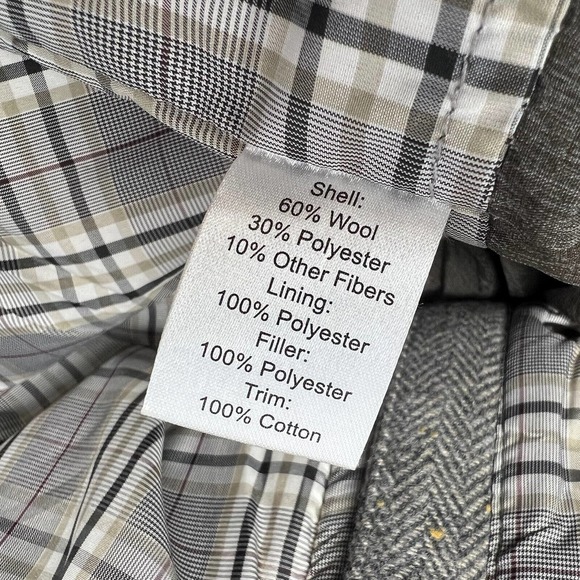 Shell:
60% Wool
30% Polyester
10% Other Fibers
Lining:
100% Polyester
Filler:
100% Polyester
Trim:
100% Cotton